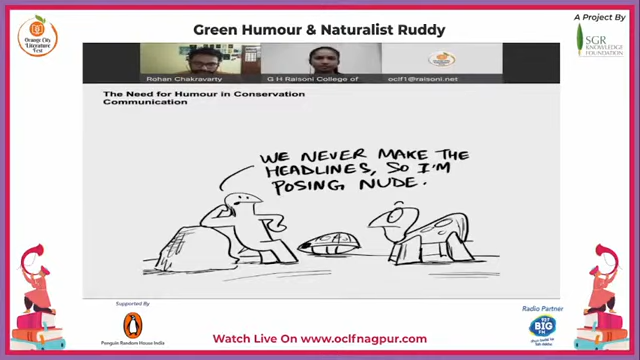 Green Humour & Naturalist Ruddy
A Project By
Orange City
Literature
Fest
SGR
KNOWLEDGE
FOUNDATION
Rohan Chakravarty
G H Raisoni College of
oclf1@raisoni.net
The Need for Humour in Conservation
Communication
WE NEVER MAKE THE
HEADLINES, SO I'M
POSING NUDE.
Supported By
Penguin Random House India
Radio Partner
BIG
FM
Watch Live On www.oclfnagpur.com